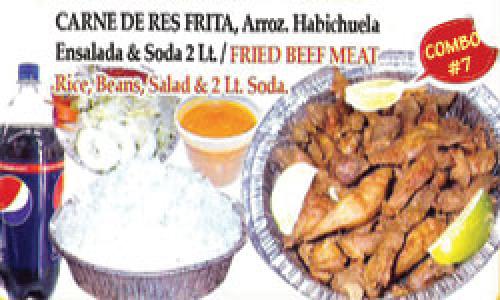 CARNE DE RES FRITA, Arroz. Habichuela
Ensalada & Soda 2 Lt. / FRIED BEEF MEAT
Rice, Beans, Salad & 2 Lt. Soda.
COMBO
#7